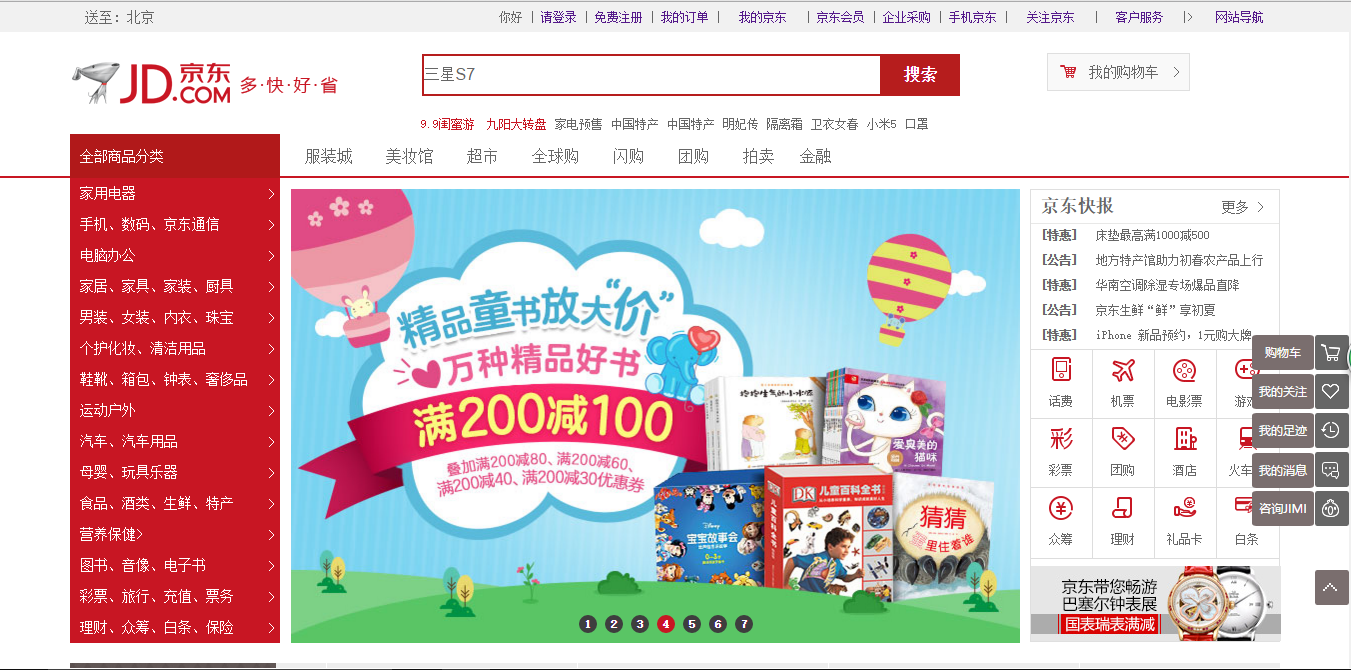 送至：北京
你好 | 请登录 | 免费注册 | 我的订单 | 我的京东 | 京东会员 | 企业采购 | 手机京东 | 关注京东 | 客户服务 | > 网站导航
JD.COM 京东
多·快·好·省
三星S7
搜索
我的购物车 >
9.9闺蜜游 九阳大转盘 家电预售 中国特产 中国特产 明妃传 隔离霜 卫衣女春 小米5 口罩
全部商品分类
服装城 美妆馆 超市 全球购 闪购 团购 拍卖 金融
家用电器 >
手机、数码、京东通信 >
电脑办公 >
家居、家具、家装、厨具 >
男装、女装、内衣、珠宝 >
个护化妆、清洁用品 >
鞋靴、箱包、钟表、奢侈品 >
运动户外 >
汽车、汽车用品 >
母婴、玩具乐器 >
食品、酒类、生鲜、特产 >
营养保健> >
图书、音像、电子书 >
彩票、旅行、充值、票务 >
理财、众筹、白条、保险 >
精品童书放大“价”
万种精品好书
满200减100
叠加满200减80、满200减60、
满200减40、满200减30优惠券
抱抱生气的小水獭
爱臭美的
猫咪
Disney
宝宝故事会
0~3岁
DK 儿童百科全书
猜猜
里住着谁
1 2 3 4 5 6 7
京东快报
更多 >
[特惠] 床垫最高满1000减500
[公告] 地方特产馆助力初春农产品上行
[特惠] 华南空调除湿专场爆品直降
[公告] 京东生鲜“鲜”享初夏
[特惠] iPhone 新品预约，1元购大牌
话费 机票 电影票 游戏
彩票 团购 酒店 火车
众筹 理财 礼品卡 白条
购物车
我的关注
我的足迹
我的消息
咨询JIMI
京东带您畅游
巴塞尔钟表展
国表瑞表满减